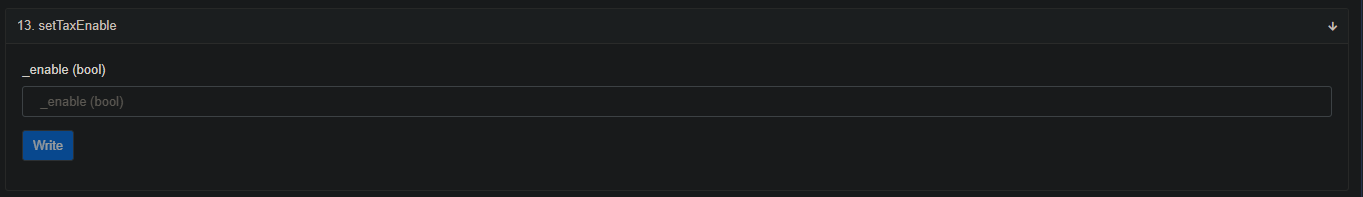 13. setTaxEnable
_enable (bool)
_enable (bool)
Write